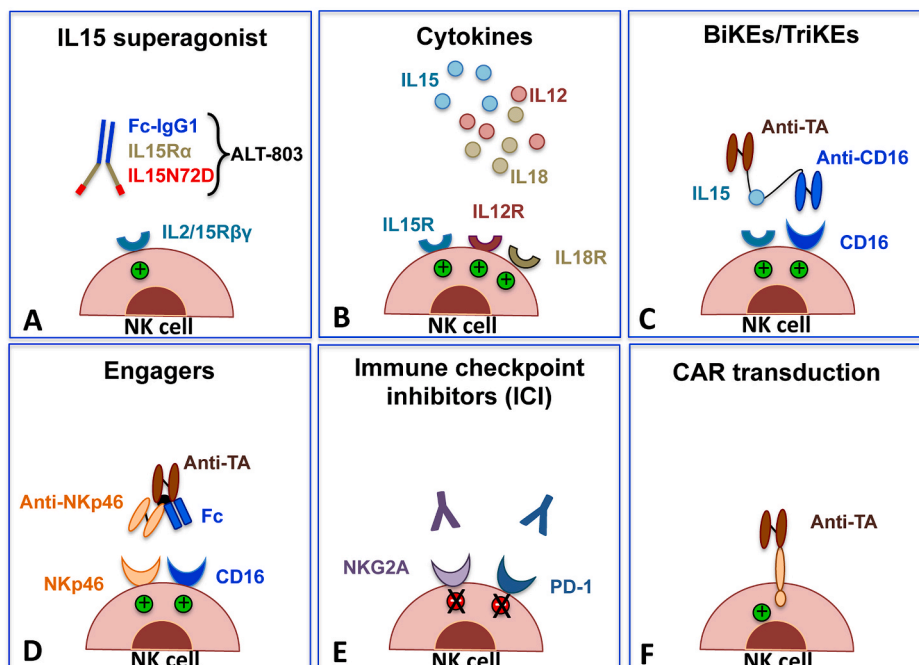 IL15 superagonist
Fc-IgG1
IL15Rα
IL15N72D
ALT-803
IL2/15Rβγ
+
A
NK cell
Cytokines
IL15
IL12
IL18
IL15R
IL12R
IL18R
+ + +
B
NK cell
BiKEs/TriKEs
Anti-TA
Anti-CD16
IL15
CD16
+ +
C
NK cell
Engagers
Anti-TA
Anti-NKp46
Fc
NKp46
CD16
+ +
D
NK cell
Immune checkpoint
inhibitors (ICI)
NKG2A
PD-1
X X
E
NK cell
CAR transduction
Anti-TA
+
F
NK cell